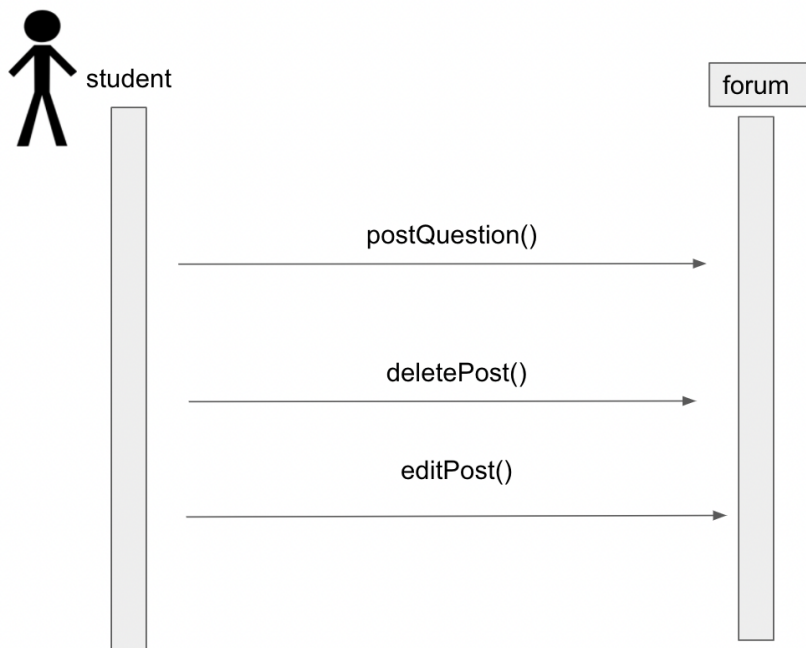 student
forum
postQuestion()
deletePost()
editPost()